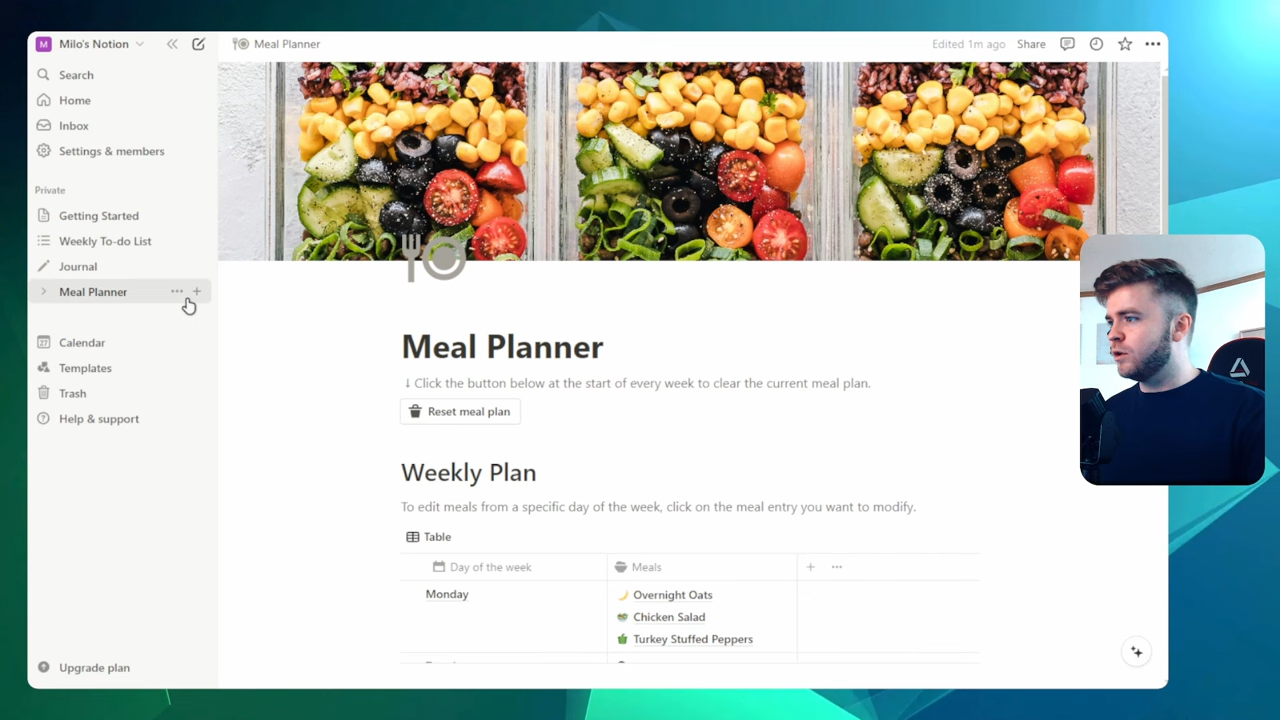 M Milo's Notion
Meal Planner
Edited 1m ago Share
Search
Home
Inbox
Settings & members
Private
Getting Started
Weekly To-do List
Journal
Meal Planner
Calendar
Templates
Trash
Help & support
Upgrade plan
Meal Planner
↓ Click the button below at the start of every week to clear the current meal plan.
Reset meal plan
Weekly Plan
To edit meals from a specific day of the week, click on the meal entry you want to modify.
Table
Day of the week Meals
Monday Overnight Oats
Chicken Salad
Turkey Stuffed Peppers